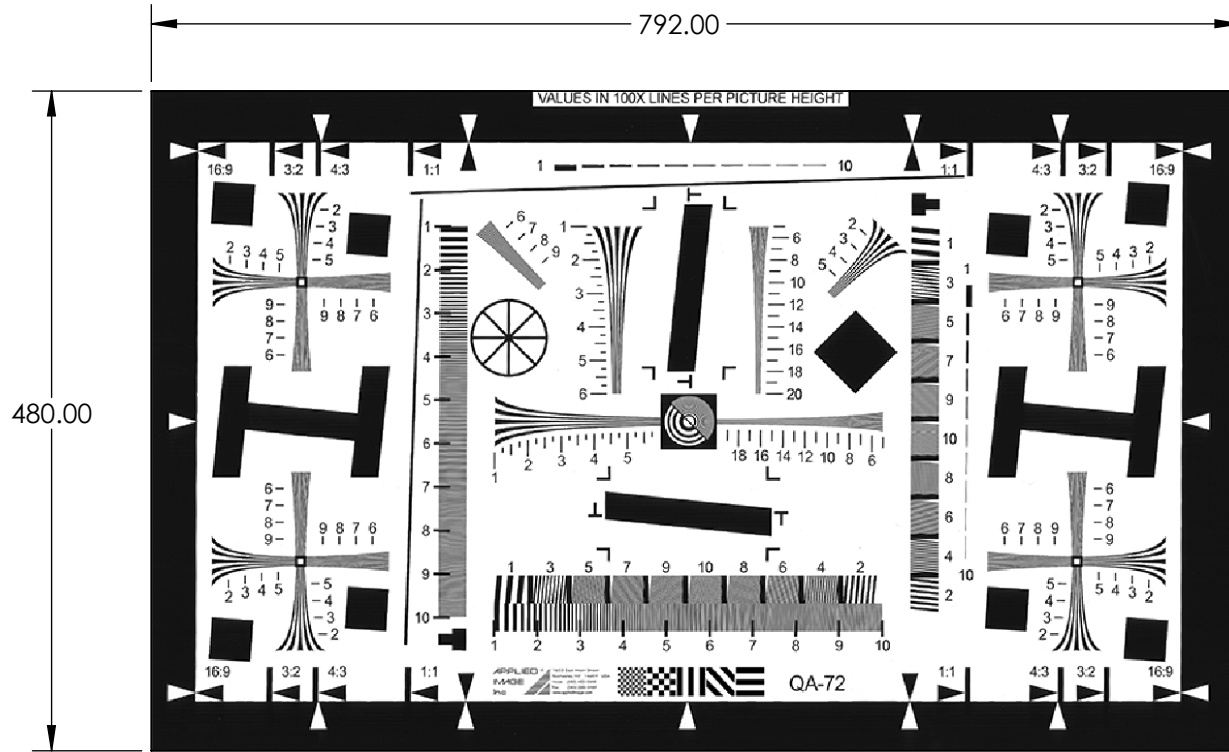 792.00
VALUES IN 100X LINES PER PICTURE HEIGHT
16:9 3:2 4:3 1:1 1 10 1:1 4:3 3:2 16:9
2 3 4 5
2 3 4 5
9 8 7 6
9 8 7 6
1 2 3 4 5 6 7 8 9 10
6 7 8 9
1 2 3 4 5 6
6 8 10 12 14 16 18 20
2 3 4 5
1 3 5 7 9 10 8 6 4 2
1 10
2 3 4 5
5 4 3 2
6 7 8 9
9 8 7 6
480.00
1 2 3 4 5 18 16 14 12 10 8 6
6 7 8 9
9 8 7 6
2 3 4 5
5 4 3 2
1 3 5 7 9 10 8 6 4 2
1 2 3 4 5 6 7 8 9 10
6 7 8 9
6 7 8 9
5 4 3 2
5 4 3 2
16:9 3:2 4:3 1:1 1:1 4:3 3:2 16:9
APPLIED
IMAGE
Inc
QA-72